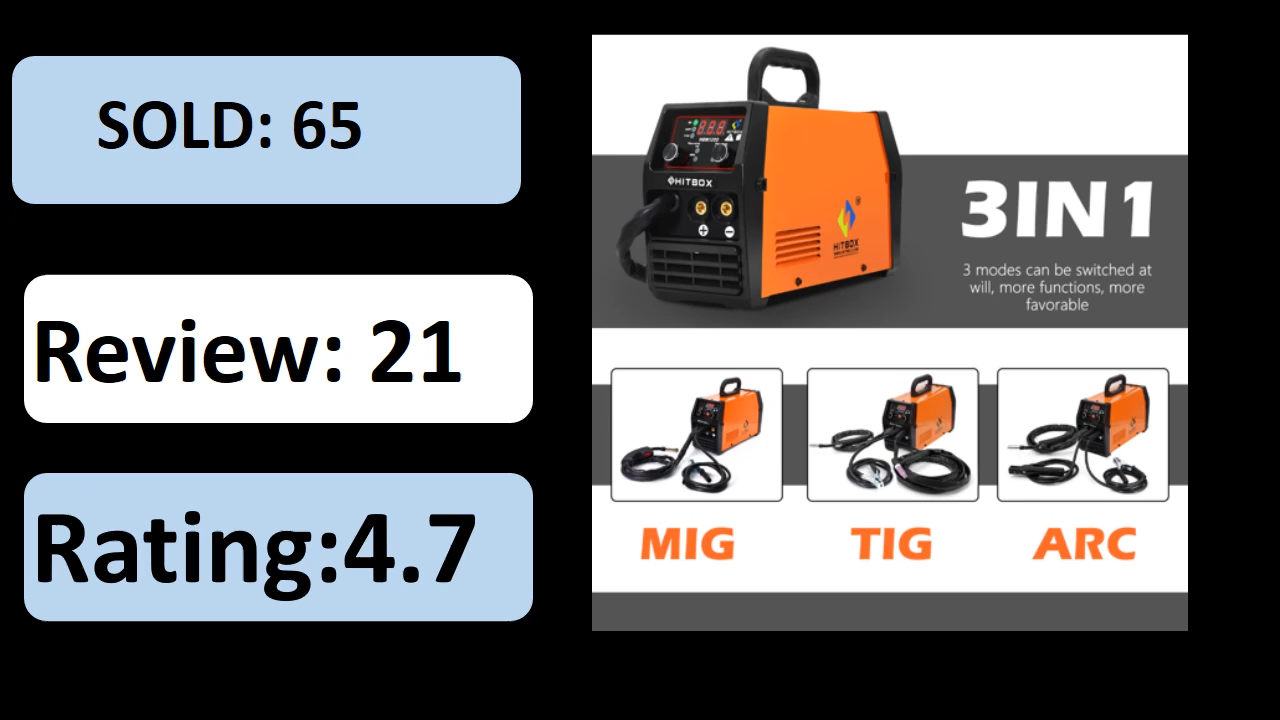 SOLD: 65
Review: 21
Rating:4.7
HITBOX
HITBOX
3IN1
3 modes can be switched at
will, more functions, more
favorable
MIG
TIG
ARC